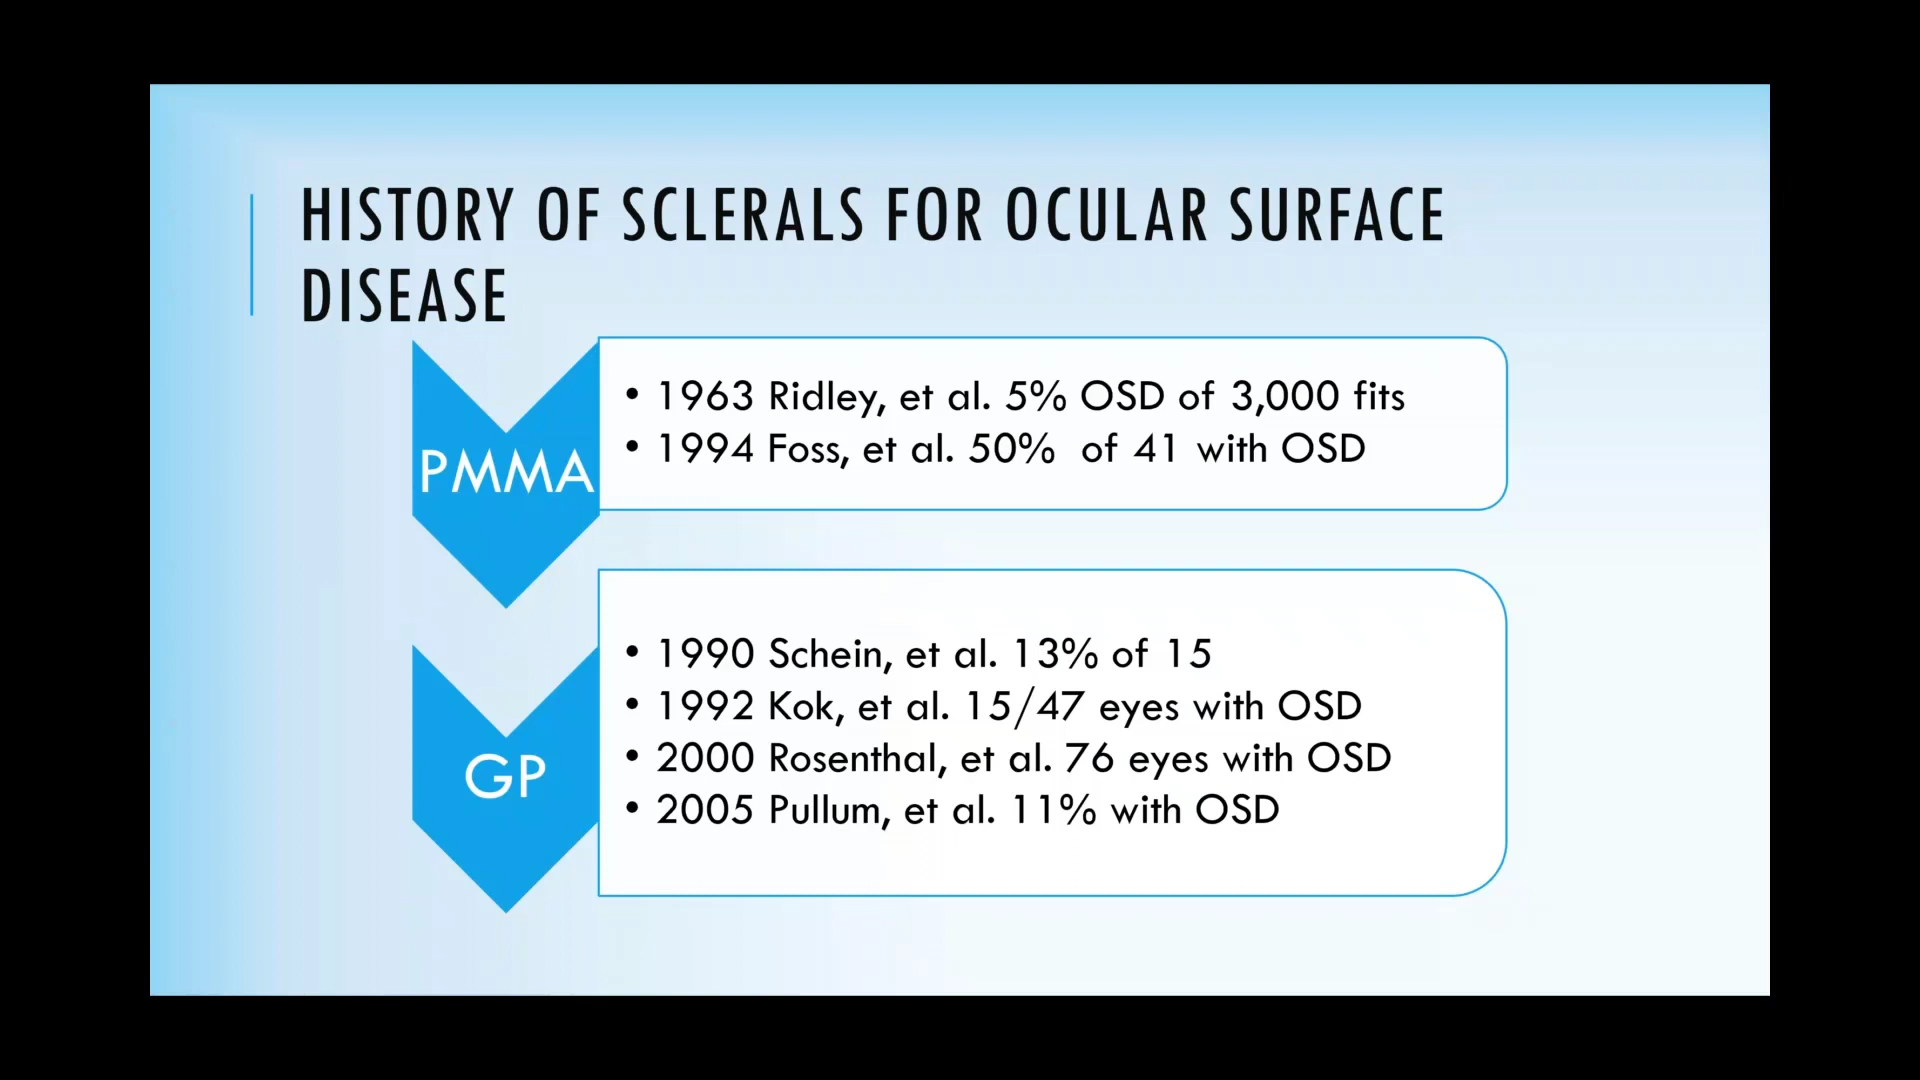 HISTORY OF SCLERALS FOR OCULAR SURFACE
DISEASE
PMMA
• 1963 Ridley, et al. 5% OSD of 3,000 fits
• 1994 Foss, et al. 50%  of 41 with OSD
GP
• 1990 Schein, et al. 13% of 15
• 1992 Kok, et al. 15/47 eyes with OSD
• 2000 Rosenthal, et al. 76 eyes with OSD
• 2005 Pullum, et al. 11% with OSD